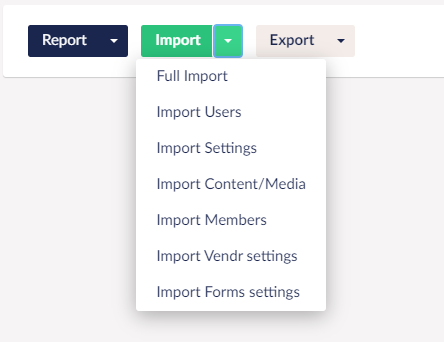 Report Import Export
Full Import
Import Users
Import Settings
Import Content/Media
Import Members
Import Vendr settings
Import Forms settings